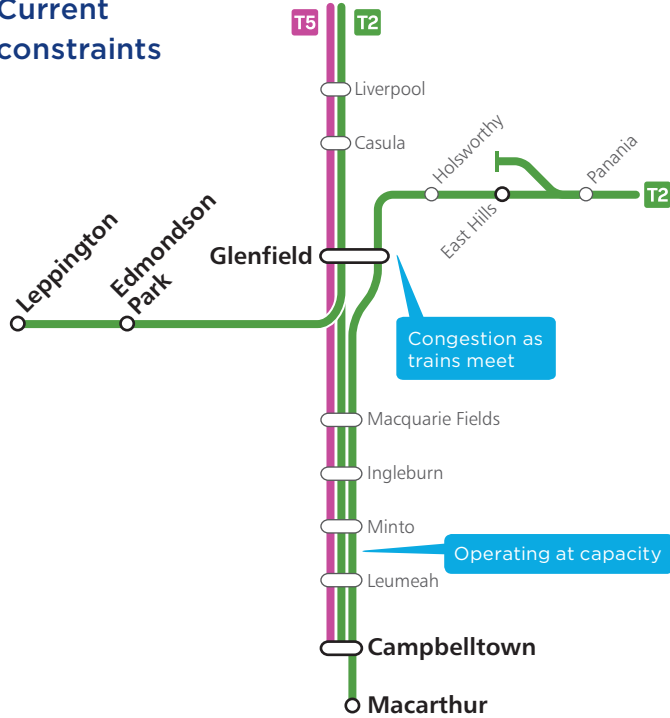 Current
constraints
T5
T2
Liverpool
Casula
Holsworthy
East Hills
Panania
T2
Glenfield
Leppington
Edmondson
Park
Congestion as
trains meet
Macquarie Fields
Ingleburn
Minto
Operating at capacity
Leumeah
Campbelltown
Macarthur